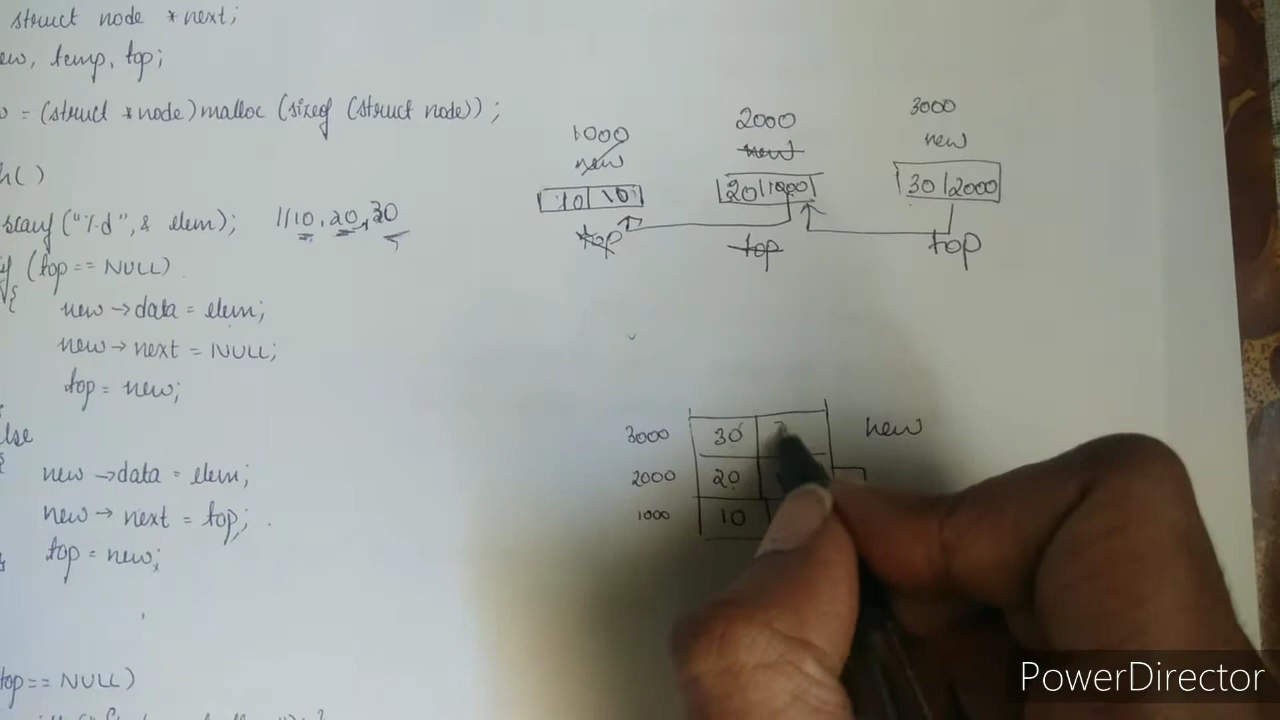 struct node *next;
ew, temp, top;
= (struct *node) malloc (sizeof (struct node));
h()
scanf ("%d", & elem); //10, 20, 30
if (top == NULL)
{
new → data = elem;
new → next = NULL;
top = new;
else
new → data = elem;
new → next = top;
top = new;
top == NULL)
1000
new
10
top
2000
new
20 | 1000
top
3000
new
30 | 2000
top
3000 30 new
2000 20
1000 10
PowerDirector